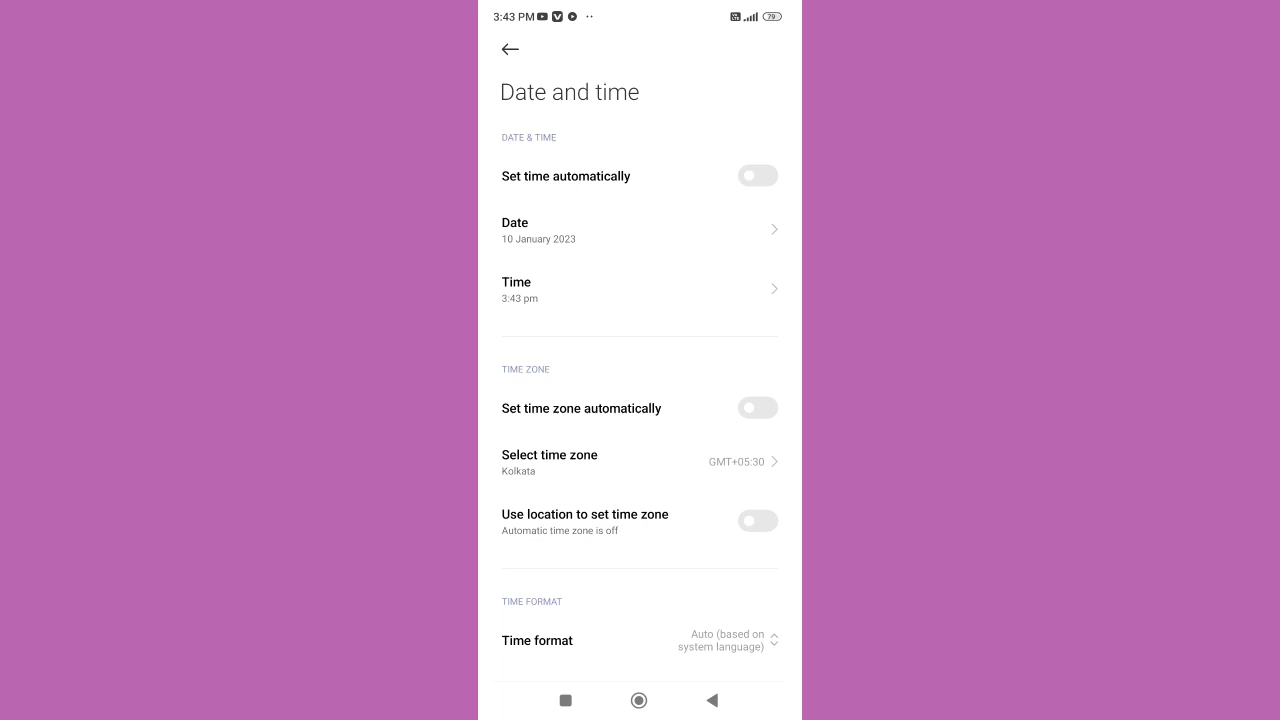 3:43 PM
79
Date and time
DATE & TIME
Set time automatically
Date
10 January 2023
Time
3:43 pm
TIME ZONE
Set time zone automatically
Select time zone
Kolkata
GMT+05:30
Use location to set time zone
Automatic time zone is off
TIME FORMAT
Time format
Auto (based on
system language)